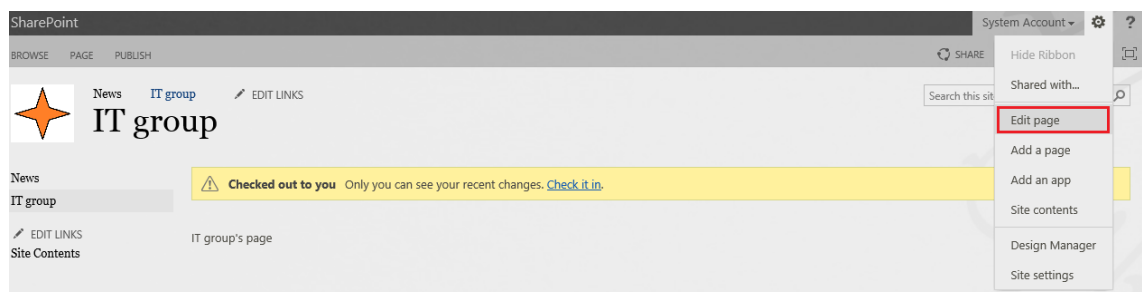 SharePoint System Account ?
BROWSE PAGE PUBLISH SHARE Hide Ribbon
Shared with...
News IT group EDIT LINKS
Search this sit
IT group
Edit page
Add a page
News
Checked out to you Only you can see your recent changes. Check it in.
Add an app
IT group
Site contents
EDIT LINKS
IT group's page
Design Manager
Site Contents
Site settings